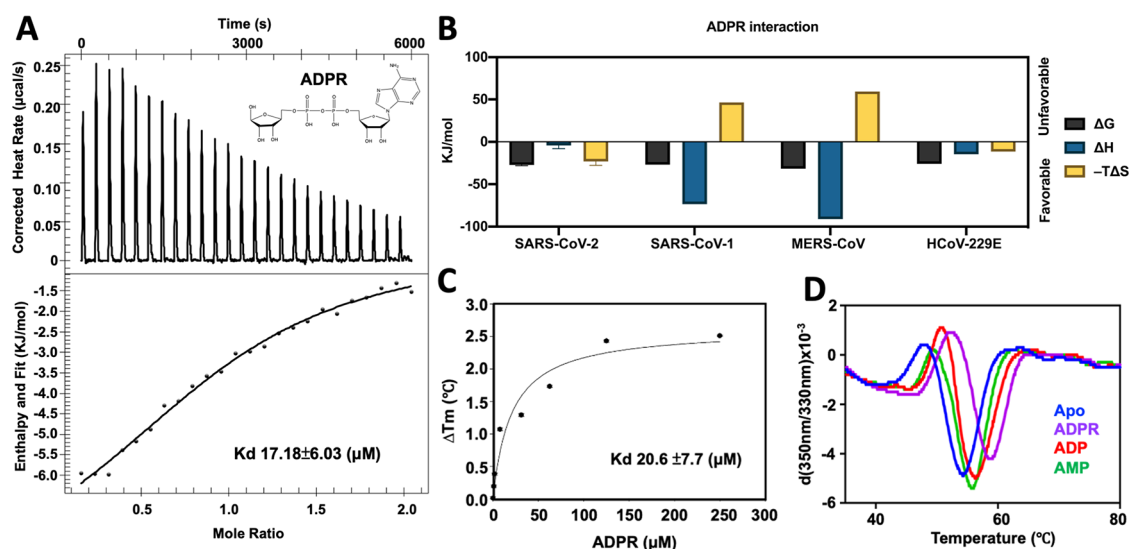 A
Time (s)
0
3000
6000
Corrected Heat Rate (μcal/s)
0.25
0.20
0.15
0.10
0.05
0
ADPR
Enthalpy and Fit (KJ/mol)
-1.5
-2.0
-2.5
-3.0
-3.5
-4.0
-4.5
-5.0
-5.5
-6.0
Kd 17.18±6.03 (μM)
0.5
1.0
1.5
2.0
Mole Ratio
B
ADPR interaction
KJ/mol
100
50
0
-50
-100
SARS-CoV-2
SARS-CoV-1
MERS-CoV
HCoV-229E
Unfavorable
Favorable
ΔG
ΔH
–TΔS
C
ΔTm (°C)
3.0
2.5
2.0
1.5
1.0
0.5
0.0
Kd 20.6 ±7.7 (μM)
0
50
100
150
200
250
300
ADPR (μM)
D
d(350nm/330nm)x10⁻³
2
0
-2
-4
-6
Apo
ADPR
ADP
AMP
40
60
80
Temperature (℃)